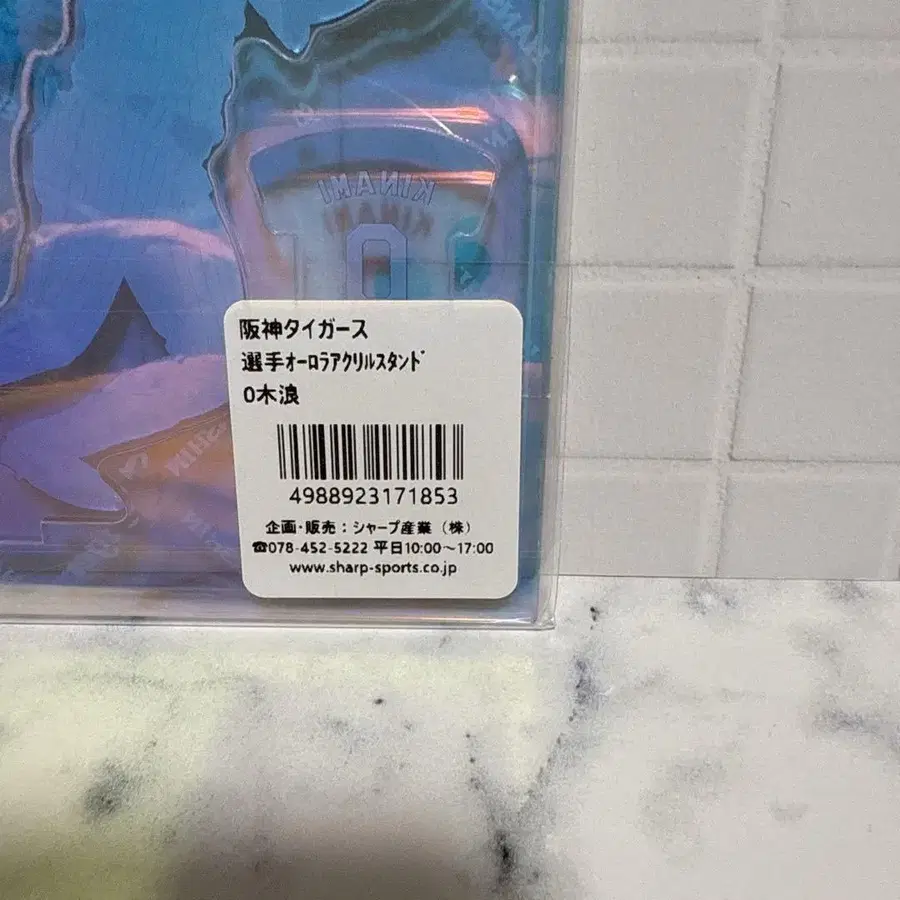 KINAMI
0
阪神タイガース
選手ｵｰﾛﾗｱｸﾘﾙｽﾀﾝﾄﾞ
0木浪
4988923171853
企画・販売：シャープ産業（株）
☎078-452-5222 平日10:00～17:00
www.sharp-sports.co.jp